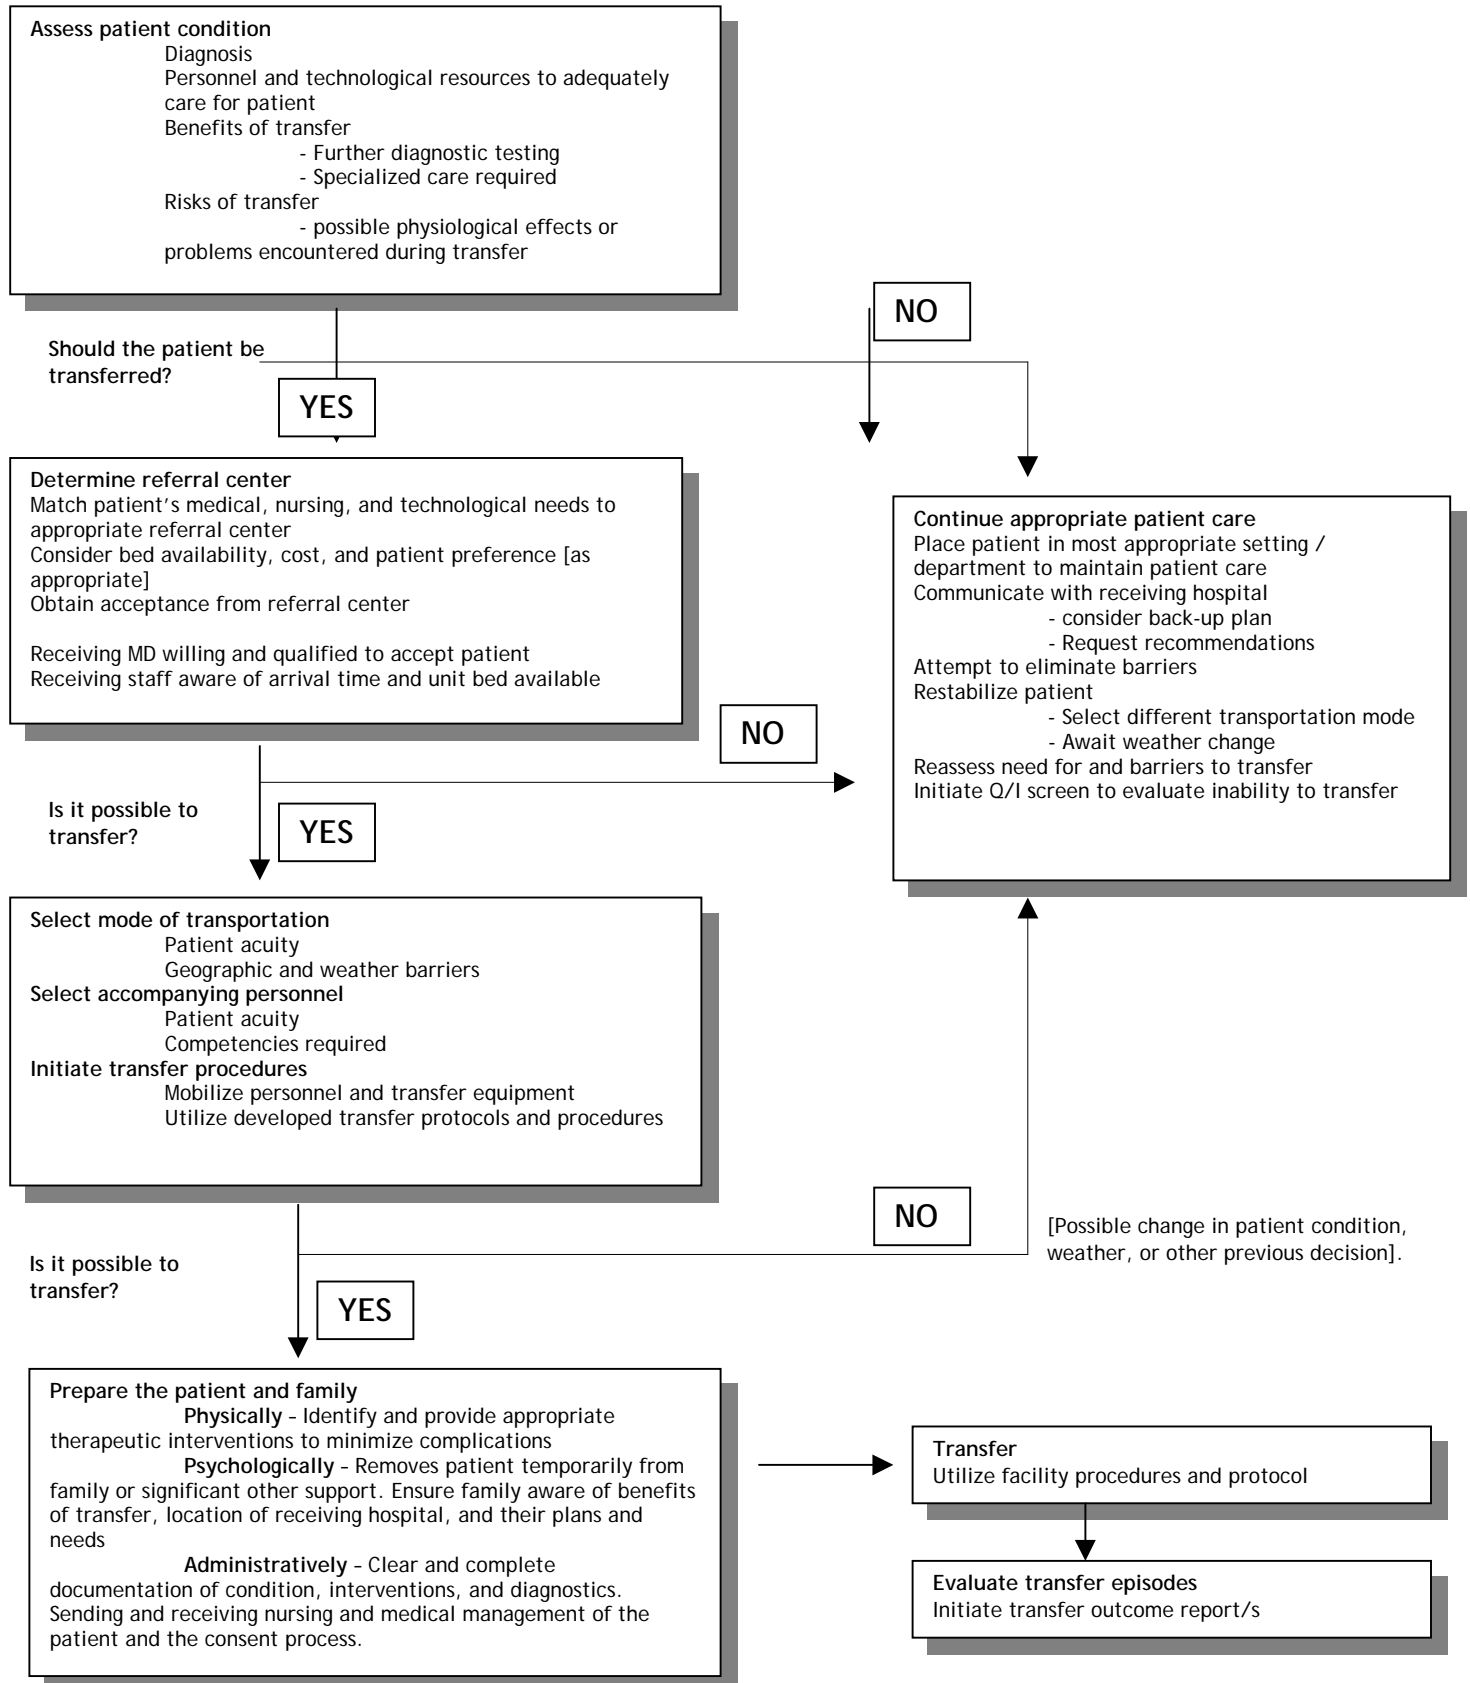 Assess patient condition
Diagnosis
Personnel and technological resources to adequately
care for patient
Benefits of transfer
- Further diagnostic testing
- Specialized care required
Risks of transfer
- possible physiological effects or
problems encountered during transfer
NO
Should the patient be
transferred?
YES
Determine referral center
Match patient's medical, nursing, and technological needs to
appropriate referral center
Consider bed availability, cost, and patient preference [as
appropriate]
Obtain acceptance from referral center
Receiving MD willing and qualified to accept patient
Receiving staff aware of arrival time and unit bed available
Continue appropriate patient care
Place patient in most appropriate setting /
department to maintain patient care
Communicate with receiving hospital
- consider back-up plan
- Request recommendations
Attempt to eliminate barriers
Restabilize patient
- Select different transportation mode
- Await weather change
Reassess need for and barriers to transfer
Initiate Q/I screen to evaluate inability to transfer
NO
Is it possible to
transfer?
YES
Select mode of transportation
Patient acuity
Geographic and weather barriers
Select accompanying personnel
Patient acuity
Competencies required
Initiate transfer procedures
Mobilize personnel and transfer equipment
Utilize developed transfer protocols and procedures
NO
[Possible change in patient condition,
weather, or other previous decision].
Is it possible to
transfer?
YES
Prepare the patient and family
Physically – Identify and provide appropriate
therapeutic interventions to minimize complications
Psychologically – Removes patient temporarily from
family or significant other support. Ensure family aware of benefits
of transfer, location of receiving hospital, and their plans and
needs
Administratively – Clear and complete
documentation of condition, interventions, and diagnostics.
Sending and receiving nursing and medical management of the
patient and the consent process.
Transfer
Utilize facility procedures and protocol
Evaluate transfer episodes
Initiate transfer outcome report/s